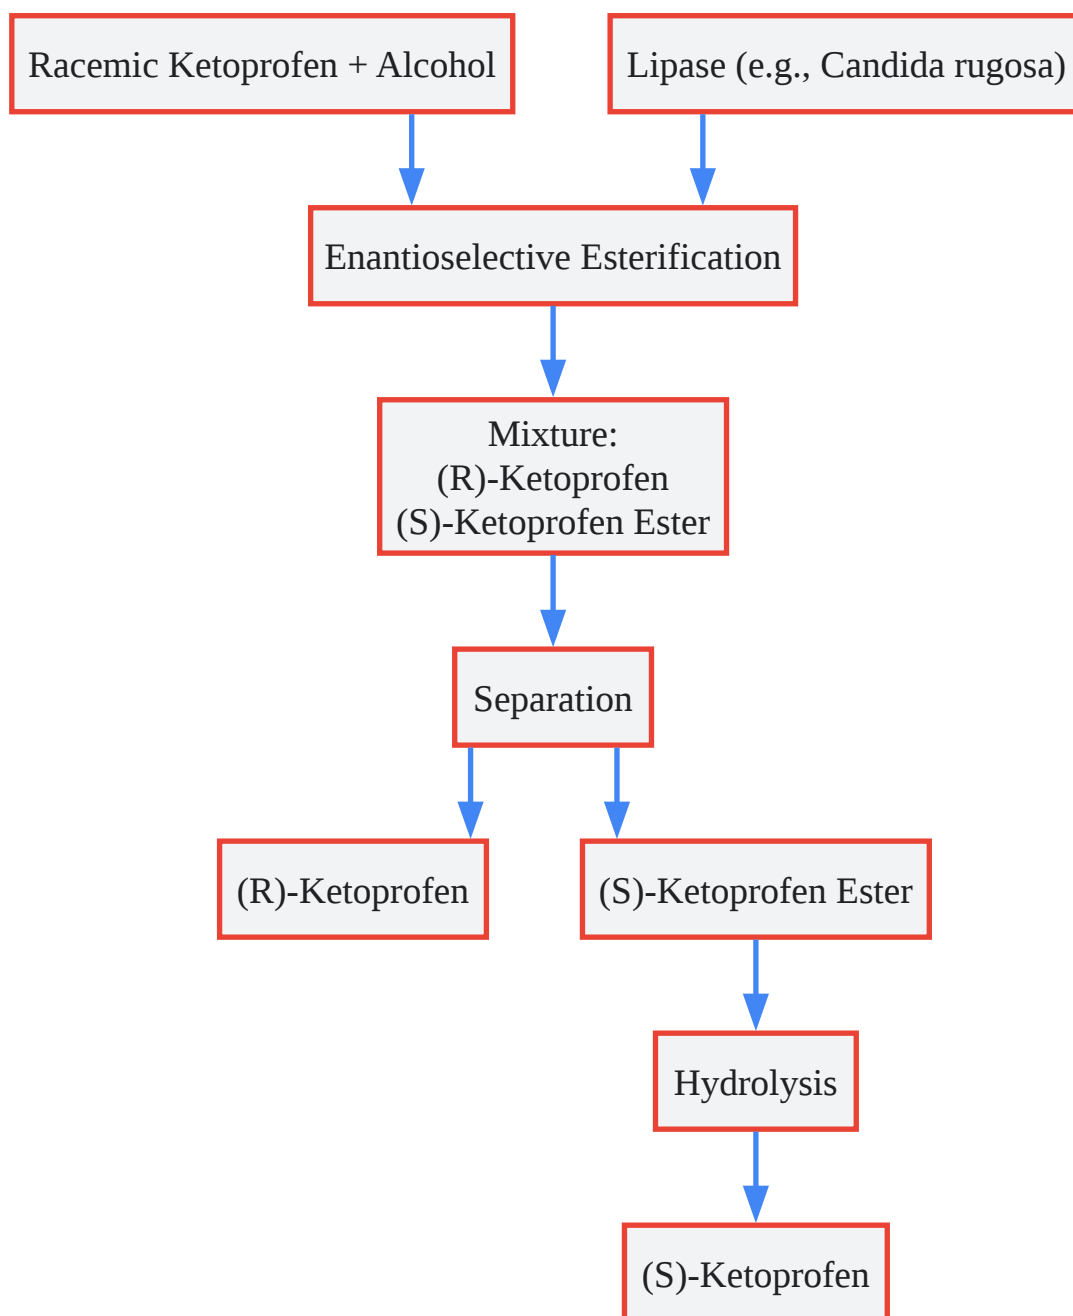 Racemic Ketoprofen + Alcohol
Lipase (e.g., Candida rugosa)
Enantioselective Esterification
Mixture:
(R)-Ketoprofen
(S)-Ketoprofen Ester
Separation
(R)-Ketoprofen
(S)-Ketoprofen Ester
Hydrolysis
(S)-Ketoprofen